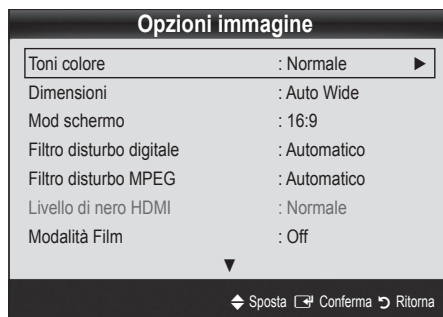 Opzioni immagine
Toni colore : Normale ►
Dimensioni : Auto Wide
Mod schermo : 16:9
Filtro disturbo digitale : Automatico
Filtro disturbo MPEG : Automatico
Livello di nero HDMI : Normale
Modalità Film : Off
▼
Sposta Conferma Ritorna